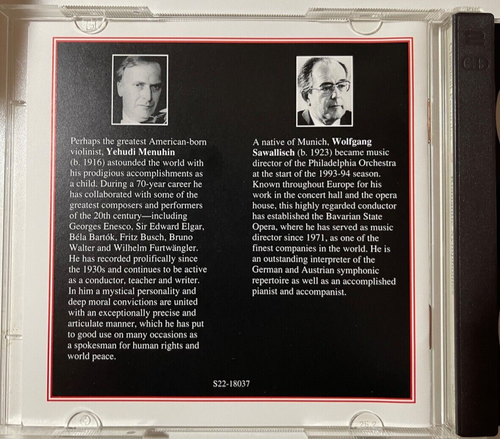 Perhaps the greatest American-born
violinist, Yehudi Menuhin
(b. 1916) astounded the world with
his prodigious accomplishments as
a child. During a 70-year career he
has collaborated with some of the
greatest composers and performers
of the 20th century—including
Georges Enesco, Sir Edward Elgar,
Béla Bartók, Fritz Busch, Bruno
Walter and Wilhelm Furtwängler.
He has recorded prolifically since
the 1930s and continues to be active
as a conductor, teacher and writer.
In him a mystical personality and
deep moral convictions are united
with an exceptionally precise and
articulate manner, which he has put
to good use on many occasions as
a spokesman for human rights and
world peace.
A native of Munich, Wolfgang
Sawallisch (b. 1923) became music
director of the Philadelphia Orchestra
at the start of the 1993-94 season.
Known throughout Europe for his
work in the concert hall and the opera
house, this highly regarded conductor
has established the Bavarian State
Opera, where he has served as music
director since 1971, as one of the
finest companies in the world. He is
an outstanding interpreter of the
German and Austrian symphonic
repertoire as well as an accomplished
pianist and accompanist.
S22-18037